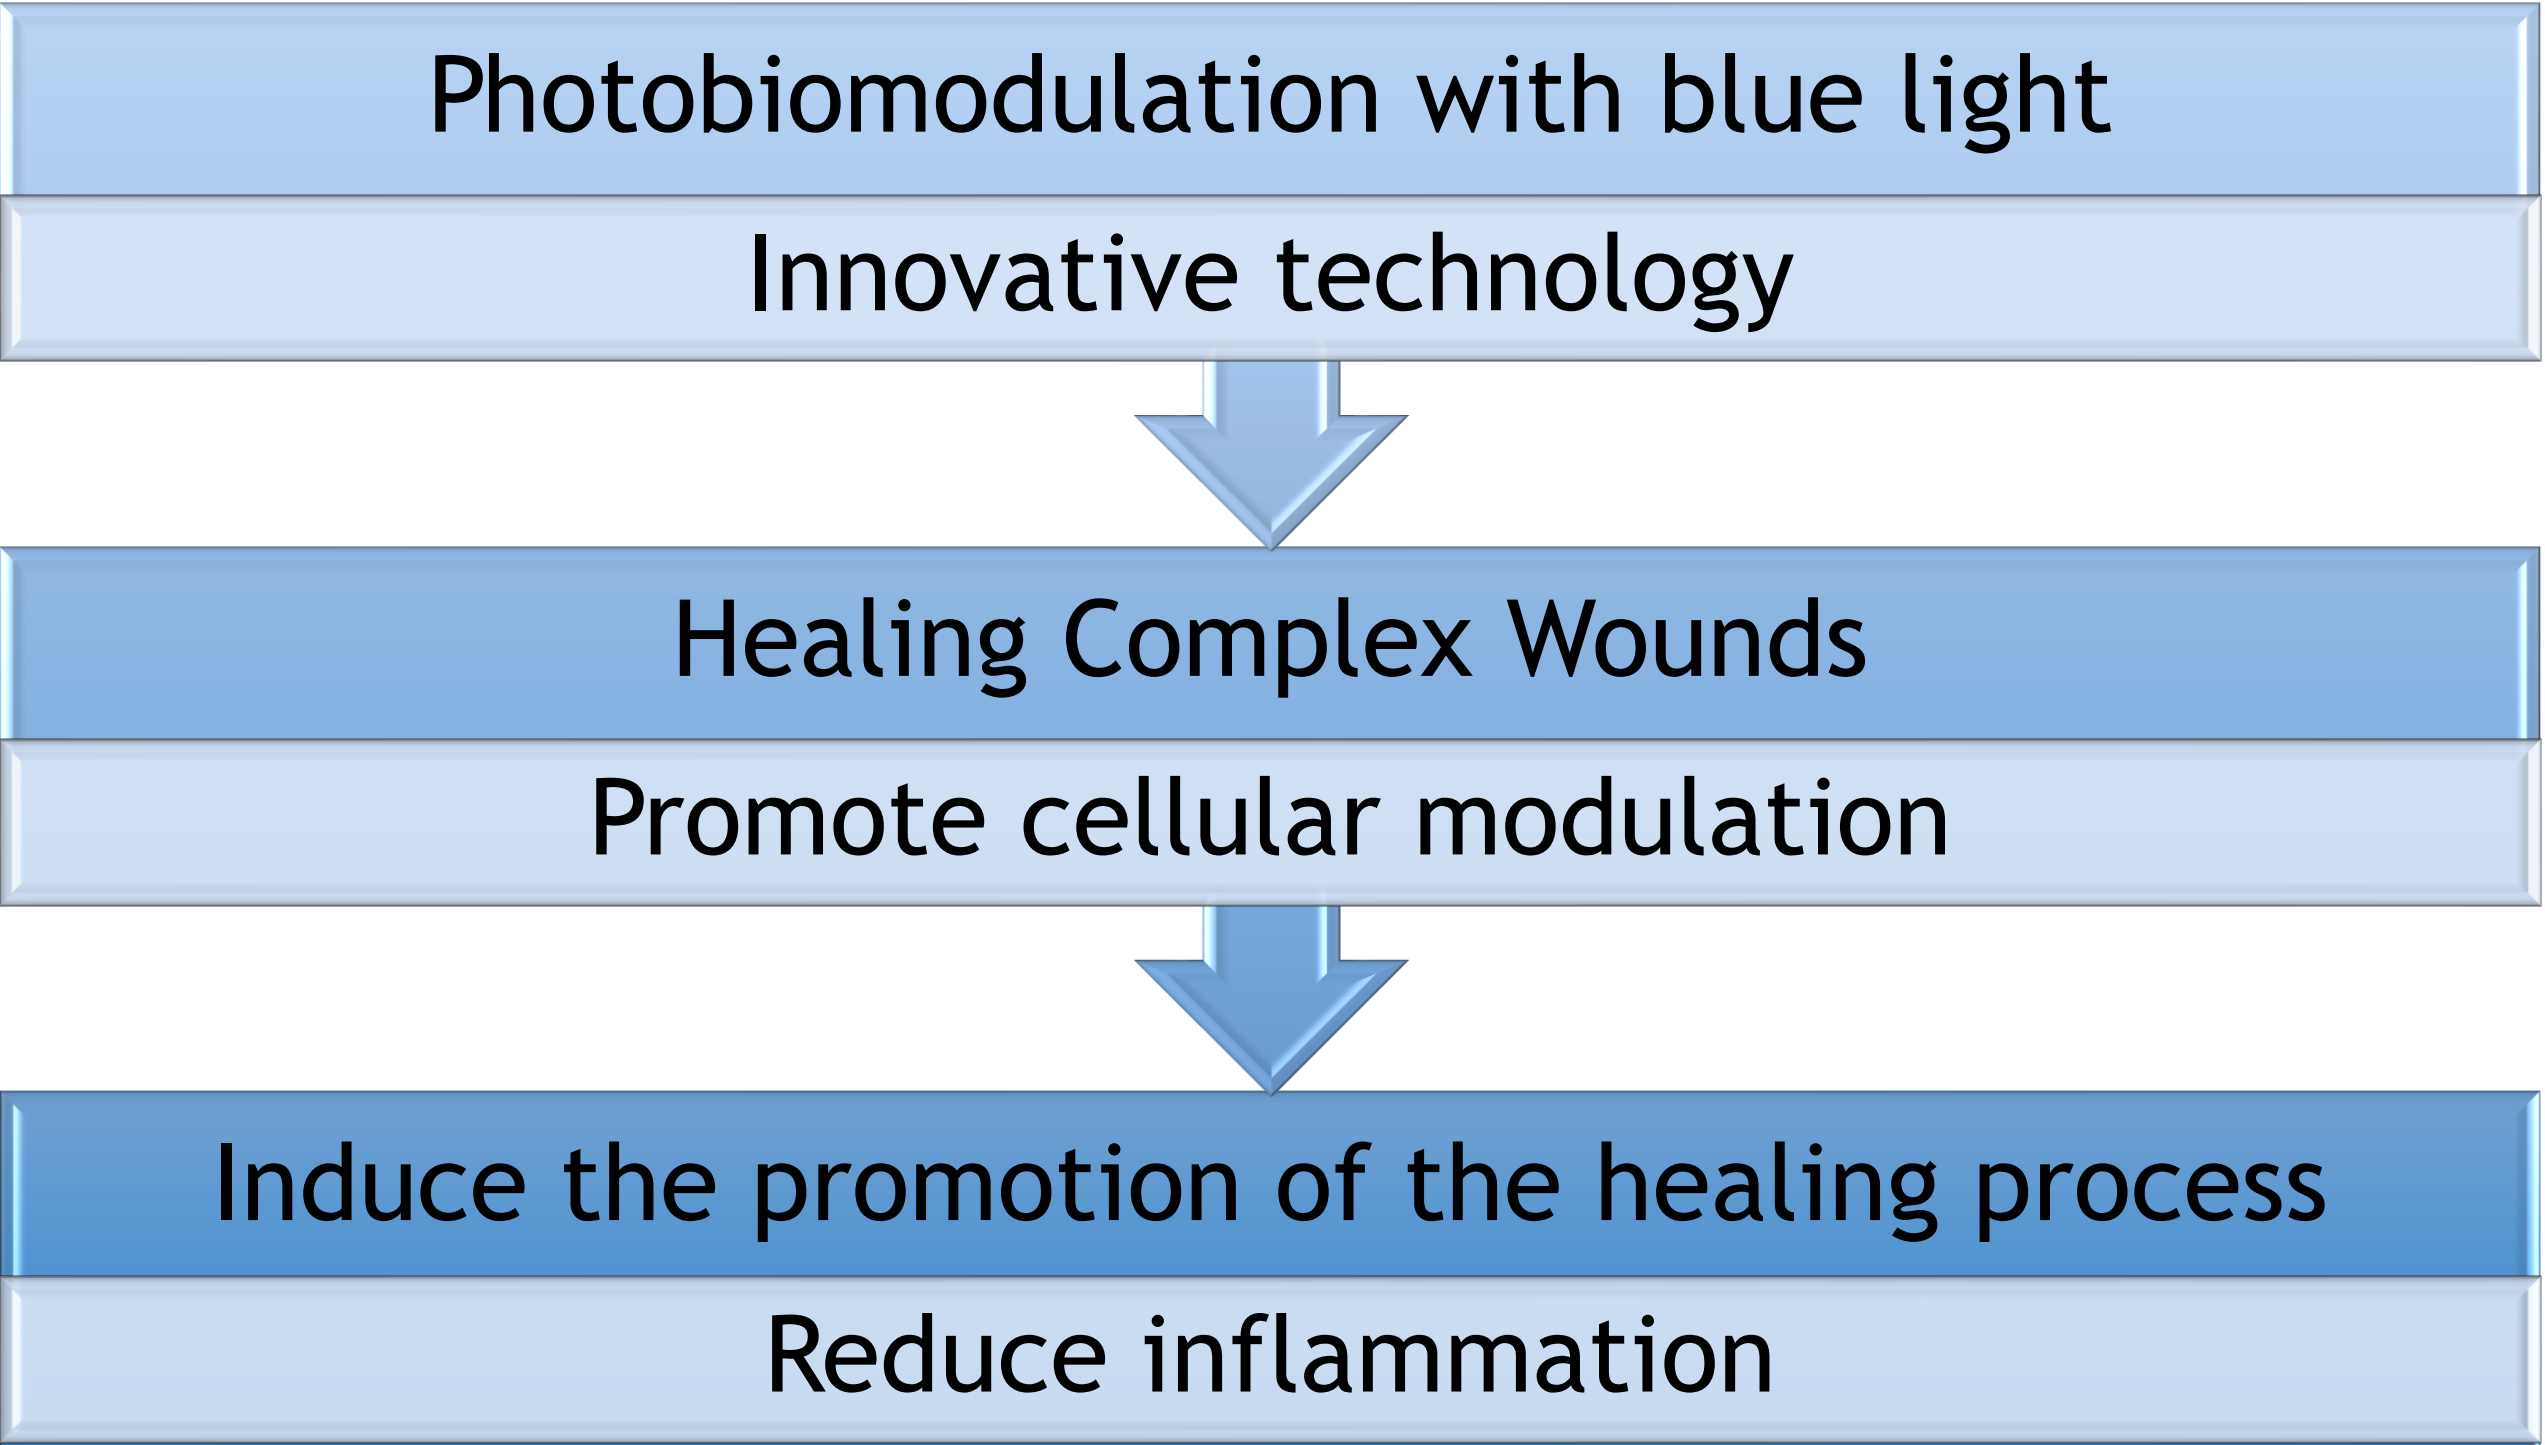 Photobiomodulation with blue light
Innovative technology
Healing Complex Wounds
Promote cellular modulation
Induce the promotion of the healing process
Reduce inflammation